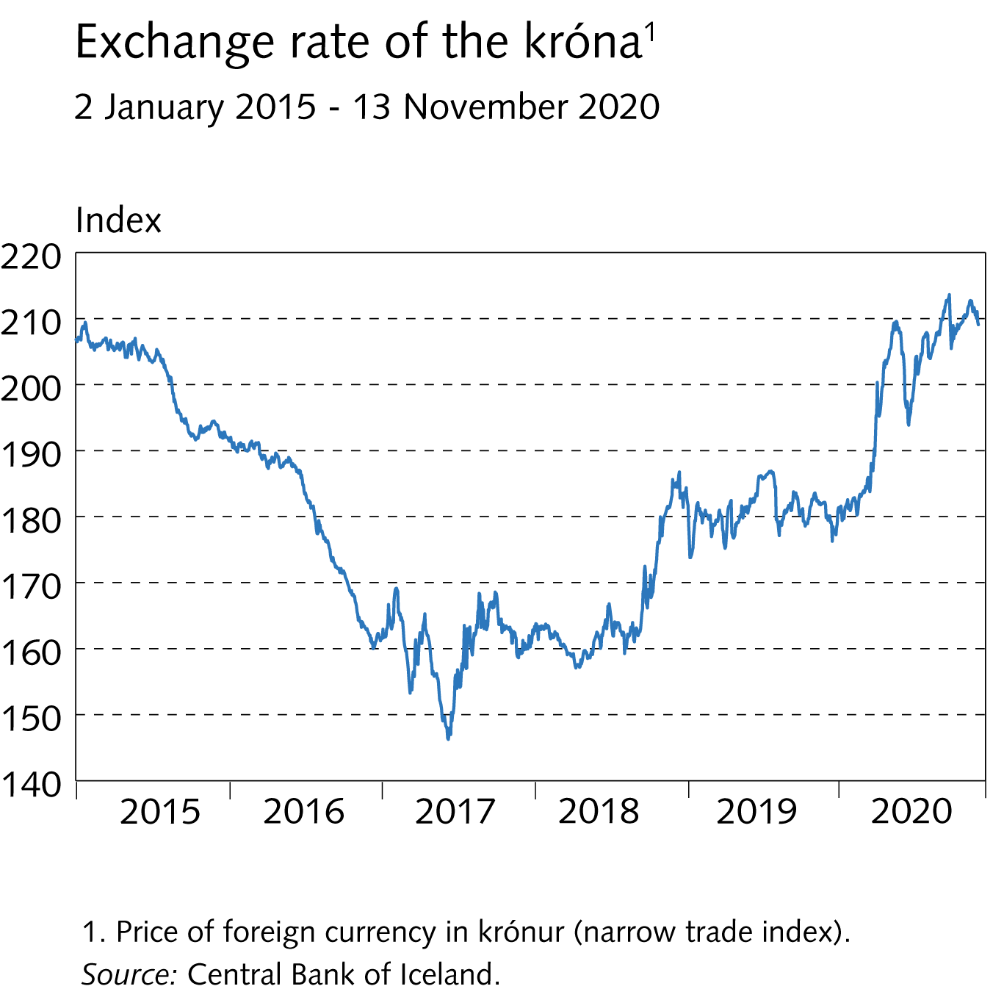 Exchange rate of the króna¹
2 January 2015 - 13 November 2020
Index
220
210
200
190
180
170
160
150
140
2015 2016 2017 2018 2019 2020
1. Price of foreign currency in krónur (narrow trade index).
Source: Central Bank of Iceland.